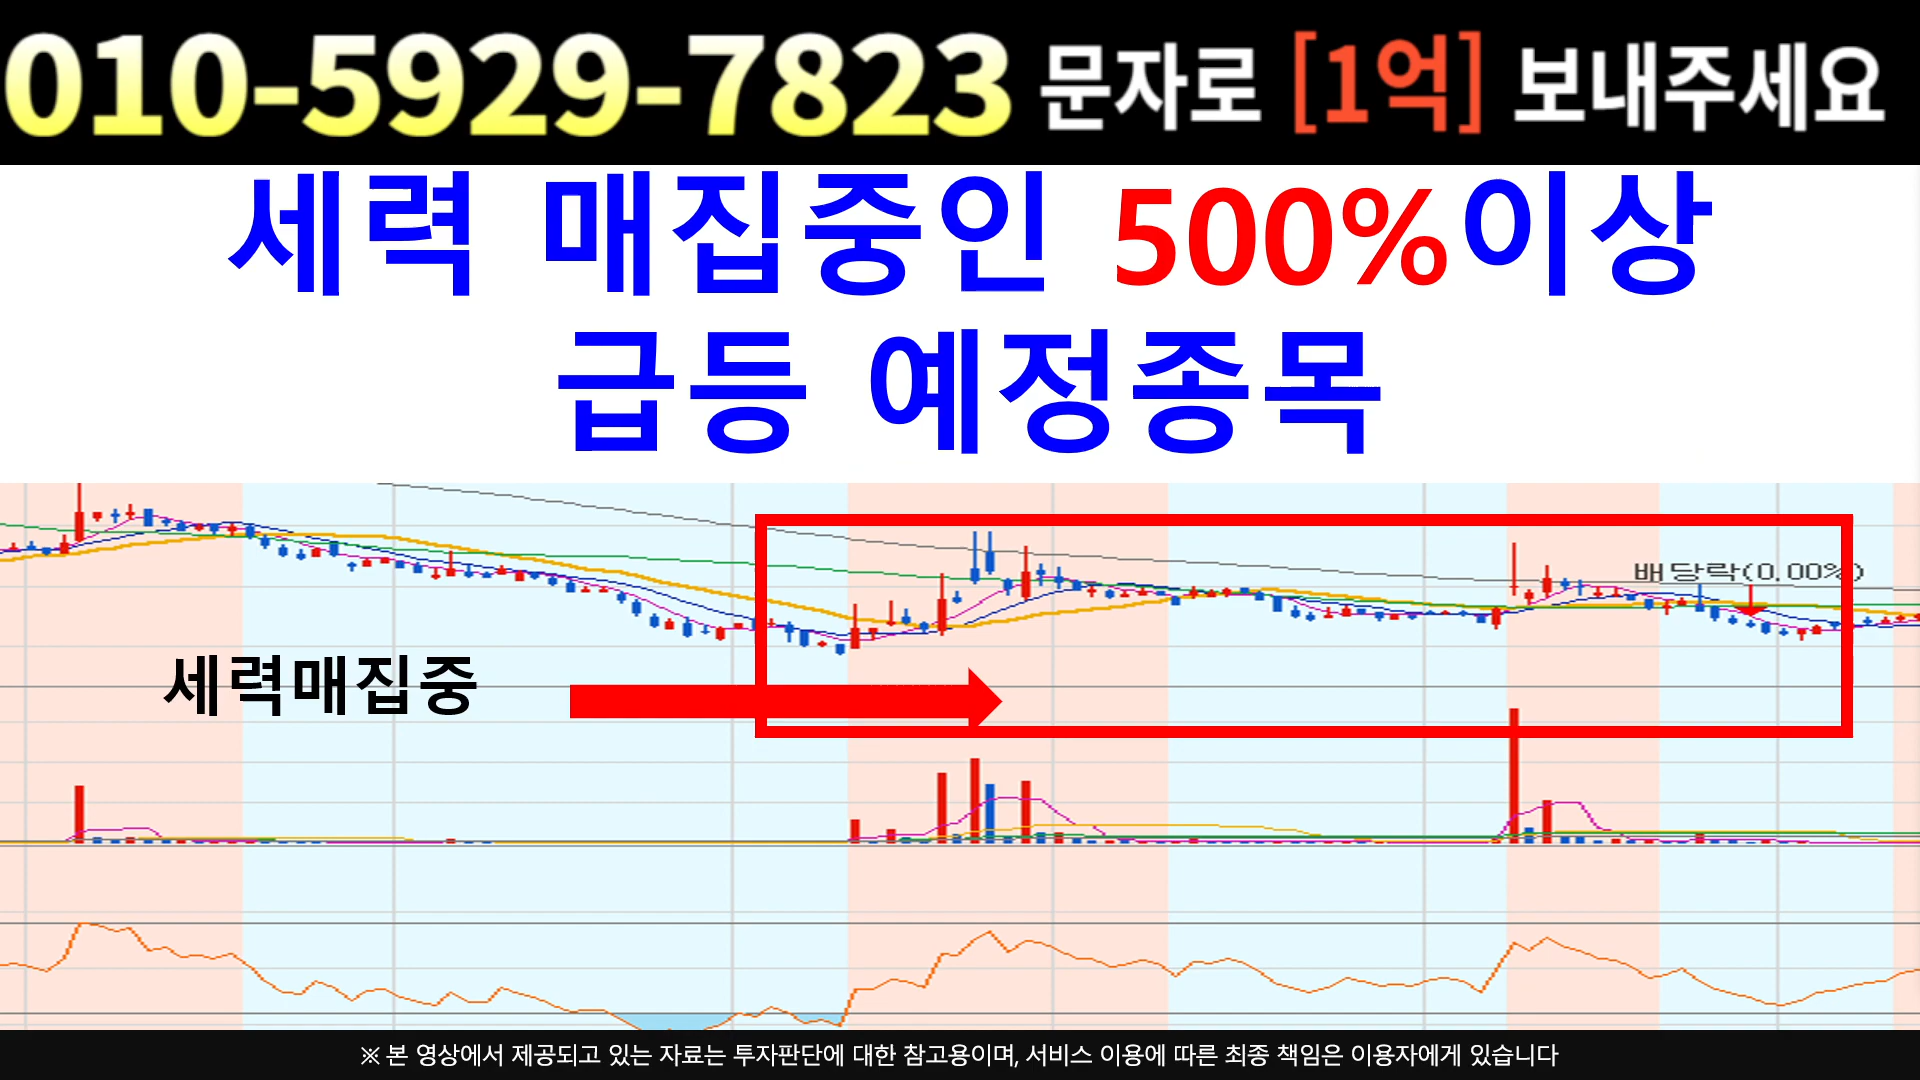 010-5929-7823 문자로 [1억] 보내주세요
세력 매집중인 500%이상
급등 예정종목
배당락(0.00%)
세력매집중
※ 본 영상에서 제공되고 있는 자료는 투자판단에 대한 참고용이며, 서비스 이용에 따른 최종 책임은 이용자에게 있습니다